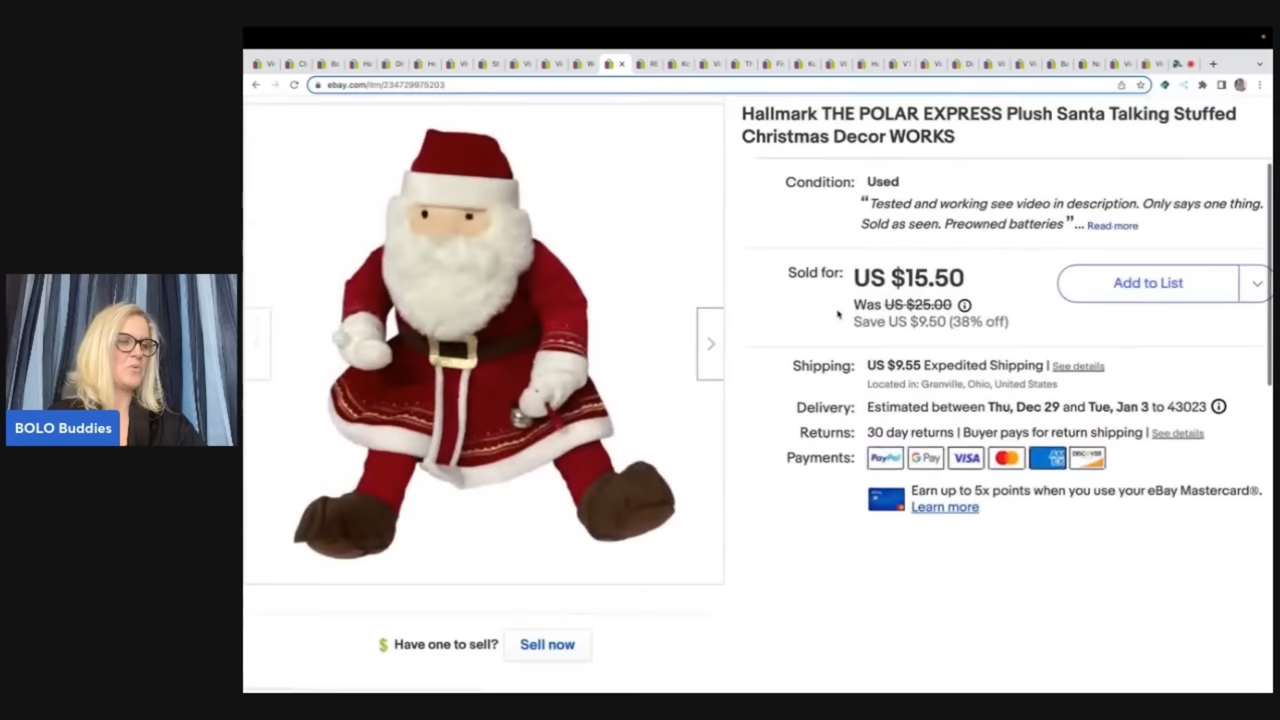 ebay.com/itm/234729975203
Hallmark THE POLAR EXPRESS Plush Santa Talking Stuffed
Christmas Decor WORKS
Condition: Used
“Tested and working see video in description. Only says one thing.
Sold as seen. Preowned batteries”... Read more
Sold for: US $15.50
Add to List
Was US $25.00
Save US $9.50 (38% off)
Shipping: US $9.55 Expedited Shipping | See details
Located in: Granville, Ohio, United States
Delivery: Estimated between Thu, Dec 29 and Tue, Jan 3 to 43023
Returns: 30 day returns | Buyer pays for return shipping | See details
Payments: PayPal G Pay VISA DISCOVER
Earn up to 5x points when you use your eBay Mastercard®.
Learn more
BOLO Buddies
$ Have one to sell? Sell now